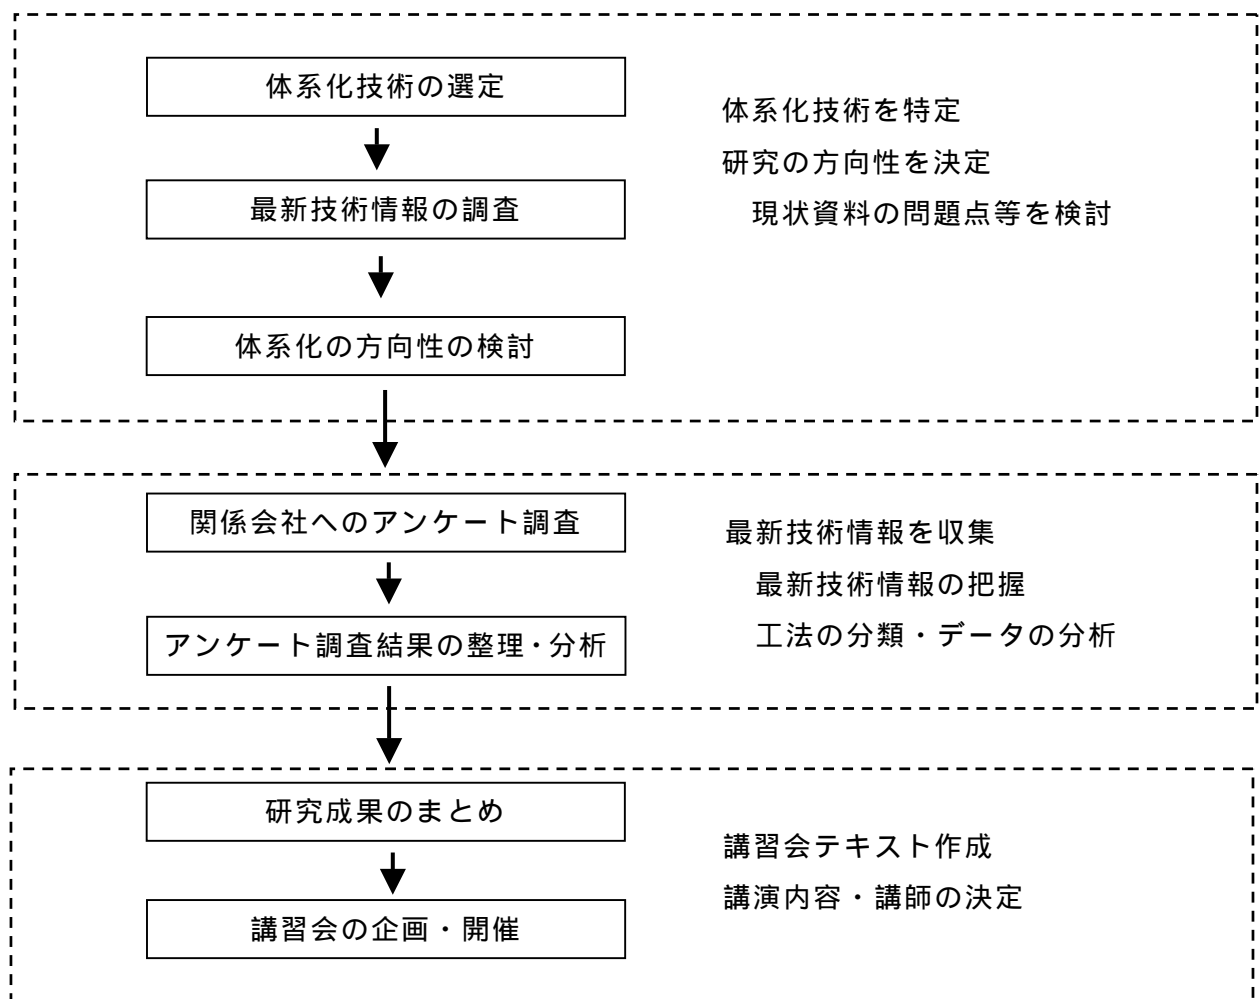 体系化技術の選定
最新技術情報の調査
体系化の方向性の検討
体系化技術を特定
研究の方向性を決定
現状資料の問題点等を検討
関係会社へのアンケート調査
アンケート調査結果の整理・分析
最新技術情報を収集
最新技術情報の把握
工法の分類・データの分析
研究成果のまとめ
講習会の企画・開催
講習会テキスト作成
講演内容・講師の決定